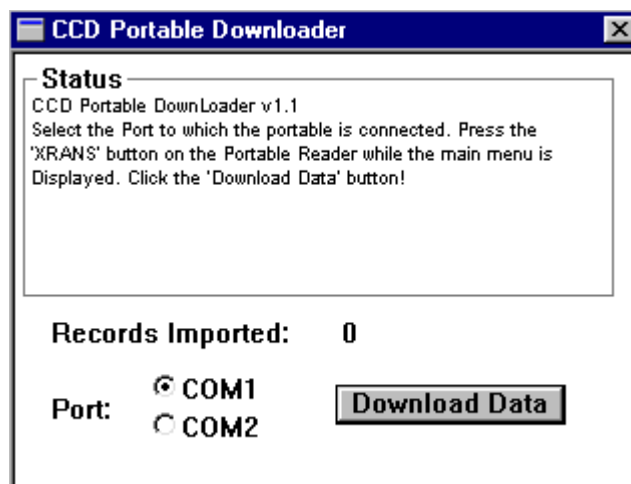 CCD Portable Downloader
Status
CCD Portable DownLoader v1.1
Select the Port to which the portable is connected. Press the
'XRANS' button on the Portable Reader while the main menu is
Displayed. Click the 'Download Data' button!
Records Imported: 0
COM1
Port:
COM2
Download Data